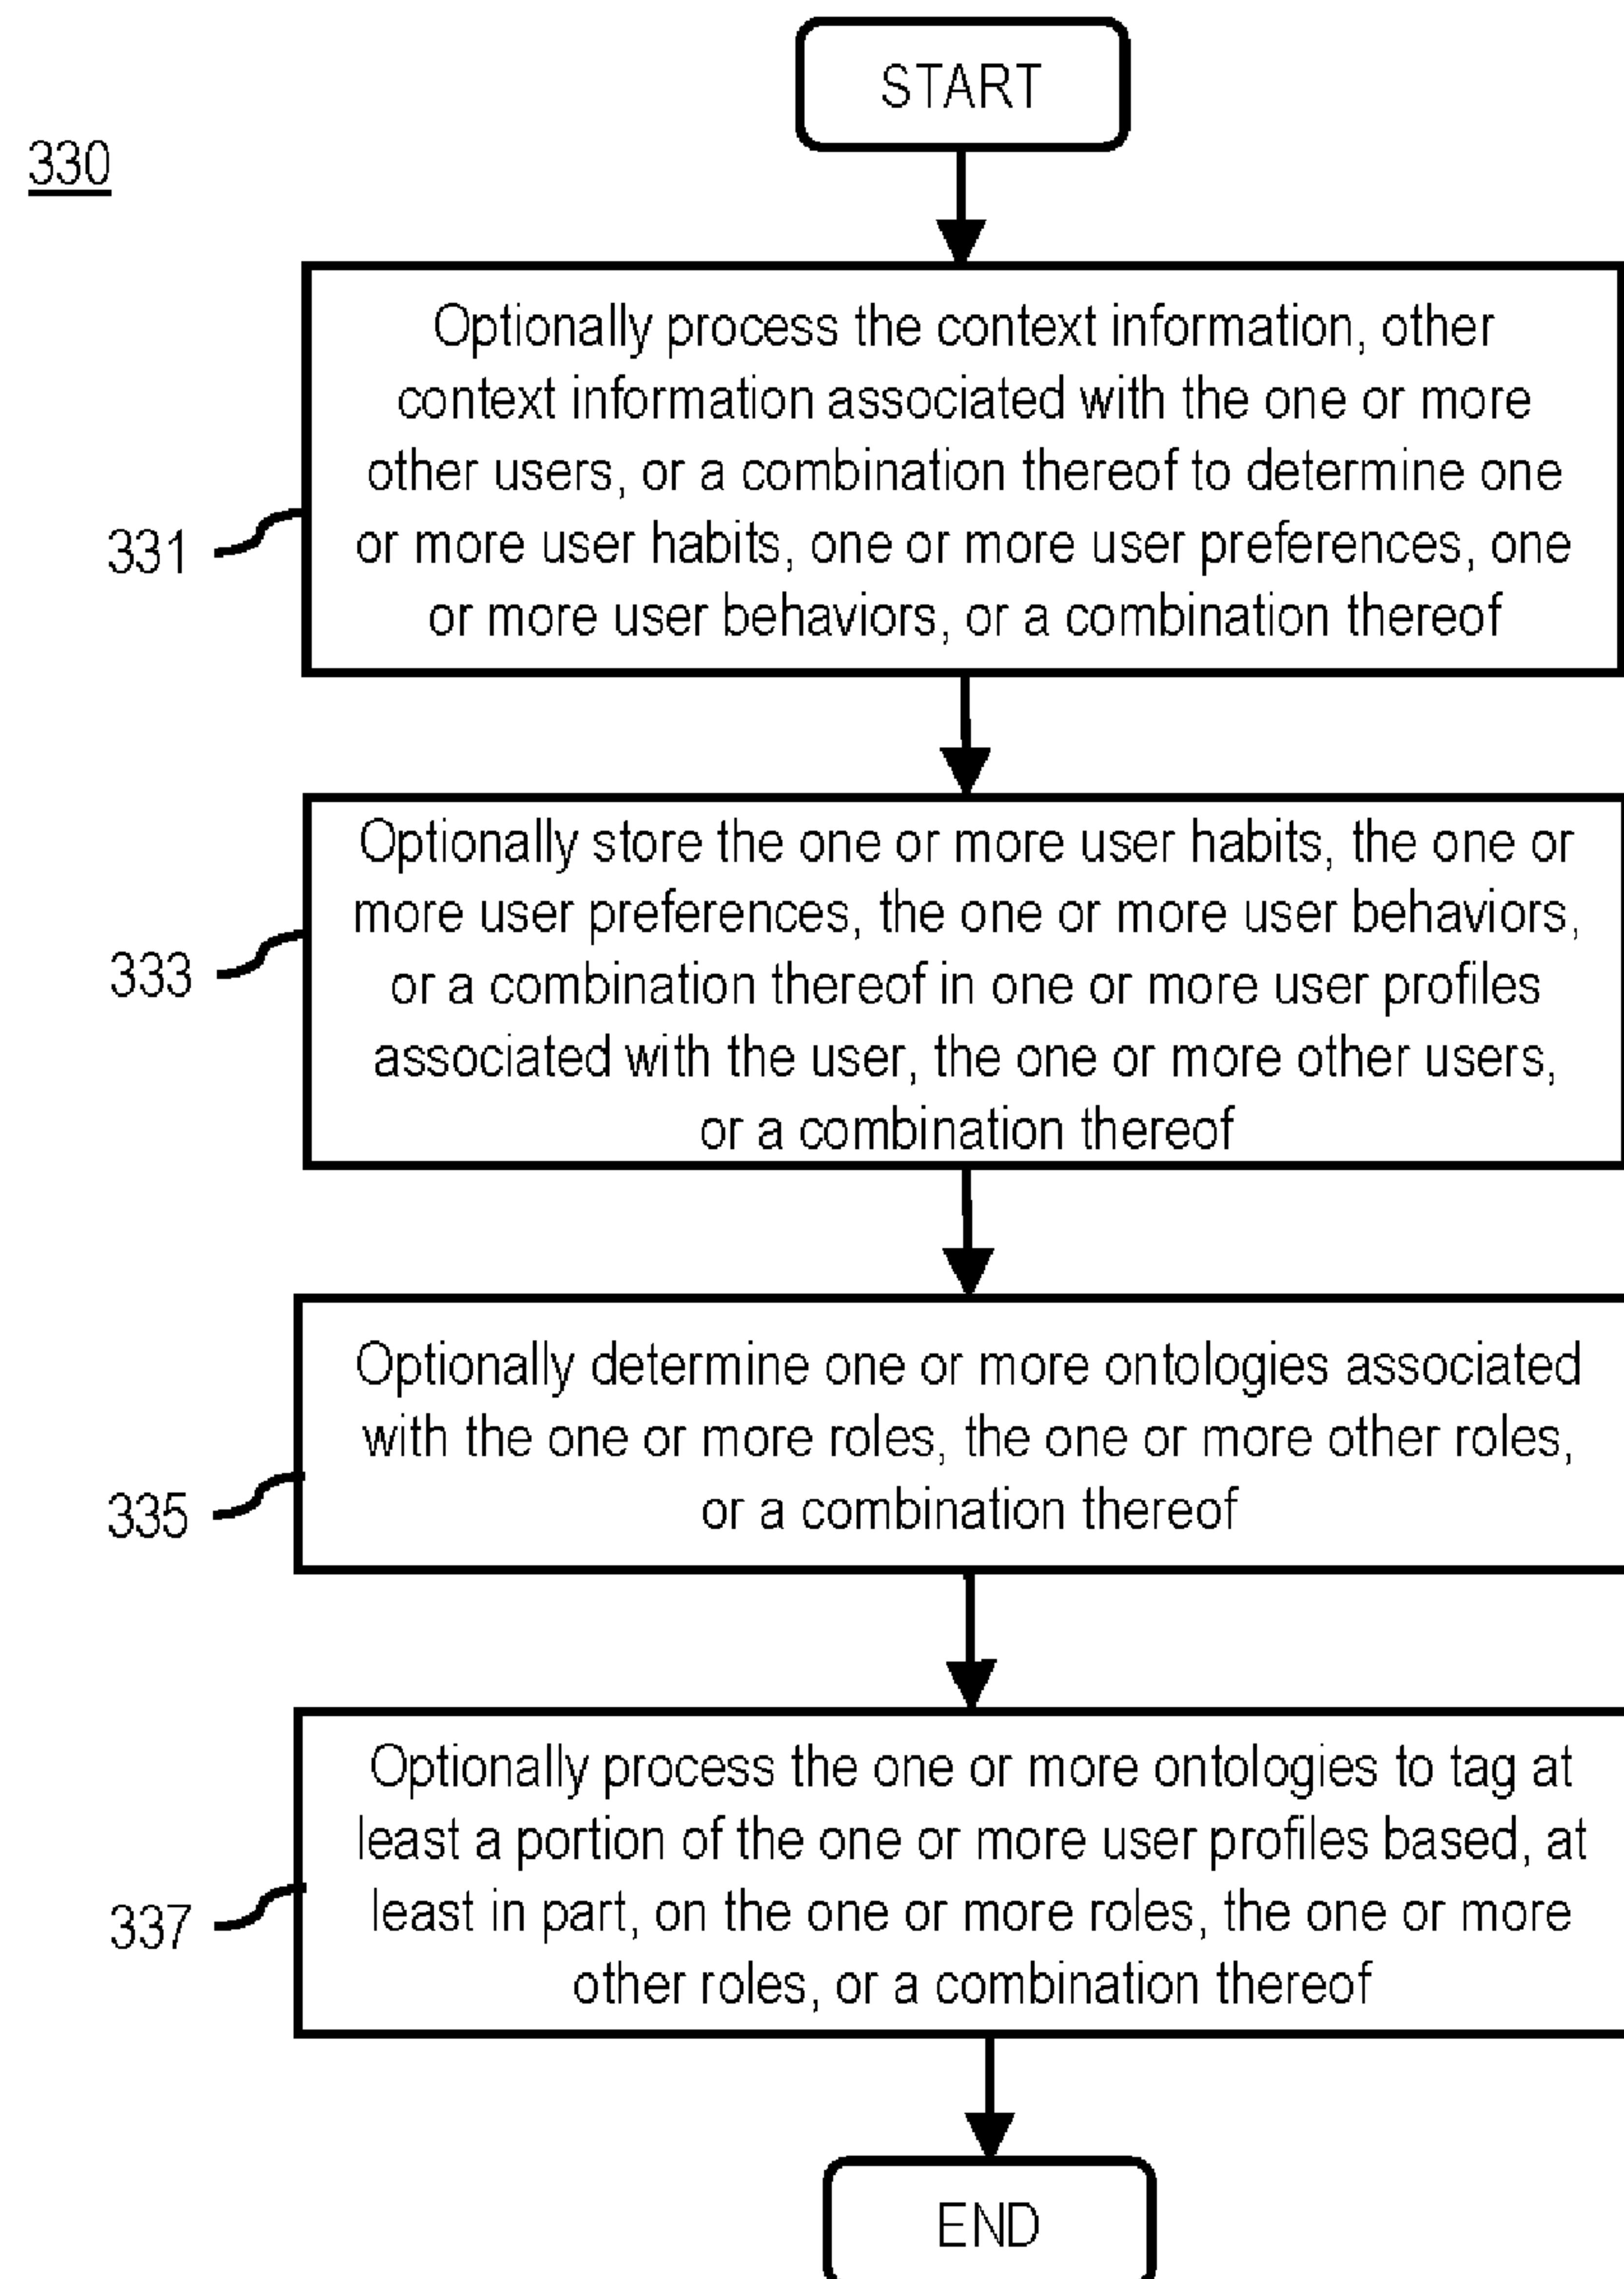 START
330
Optionally process the context information, other
context information associated with the one or more
other users, or a combination thereof to determine one
or more user habits, one or more user preferences, one
or more user behaviors, or a combination thereof
331
Optionally store the one or more user habits, the one or
more user preferences, the one or more user behaviors,
or a combination thereof in one or more user profiles
associated with the user, the one or more other users,
or a combination thereof
333
Optionally determine one or more ontologies associated
with the one or more roles, the one or more other roles,
or a combination thereof
335
Optionally process the one or more ontologies to tag at
least a portion of the one or more user profiles based, at
least in part, on the one or more roles, the one or more
other roles, or a combination thereof
337
END